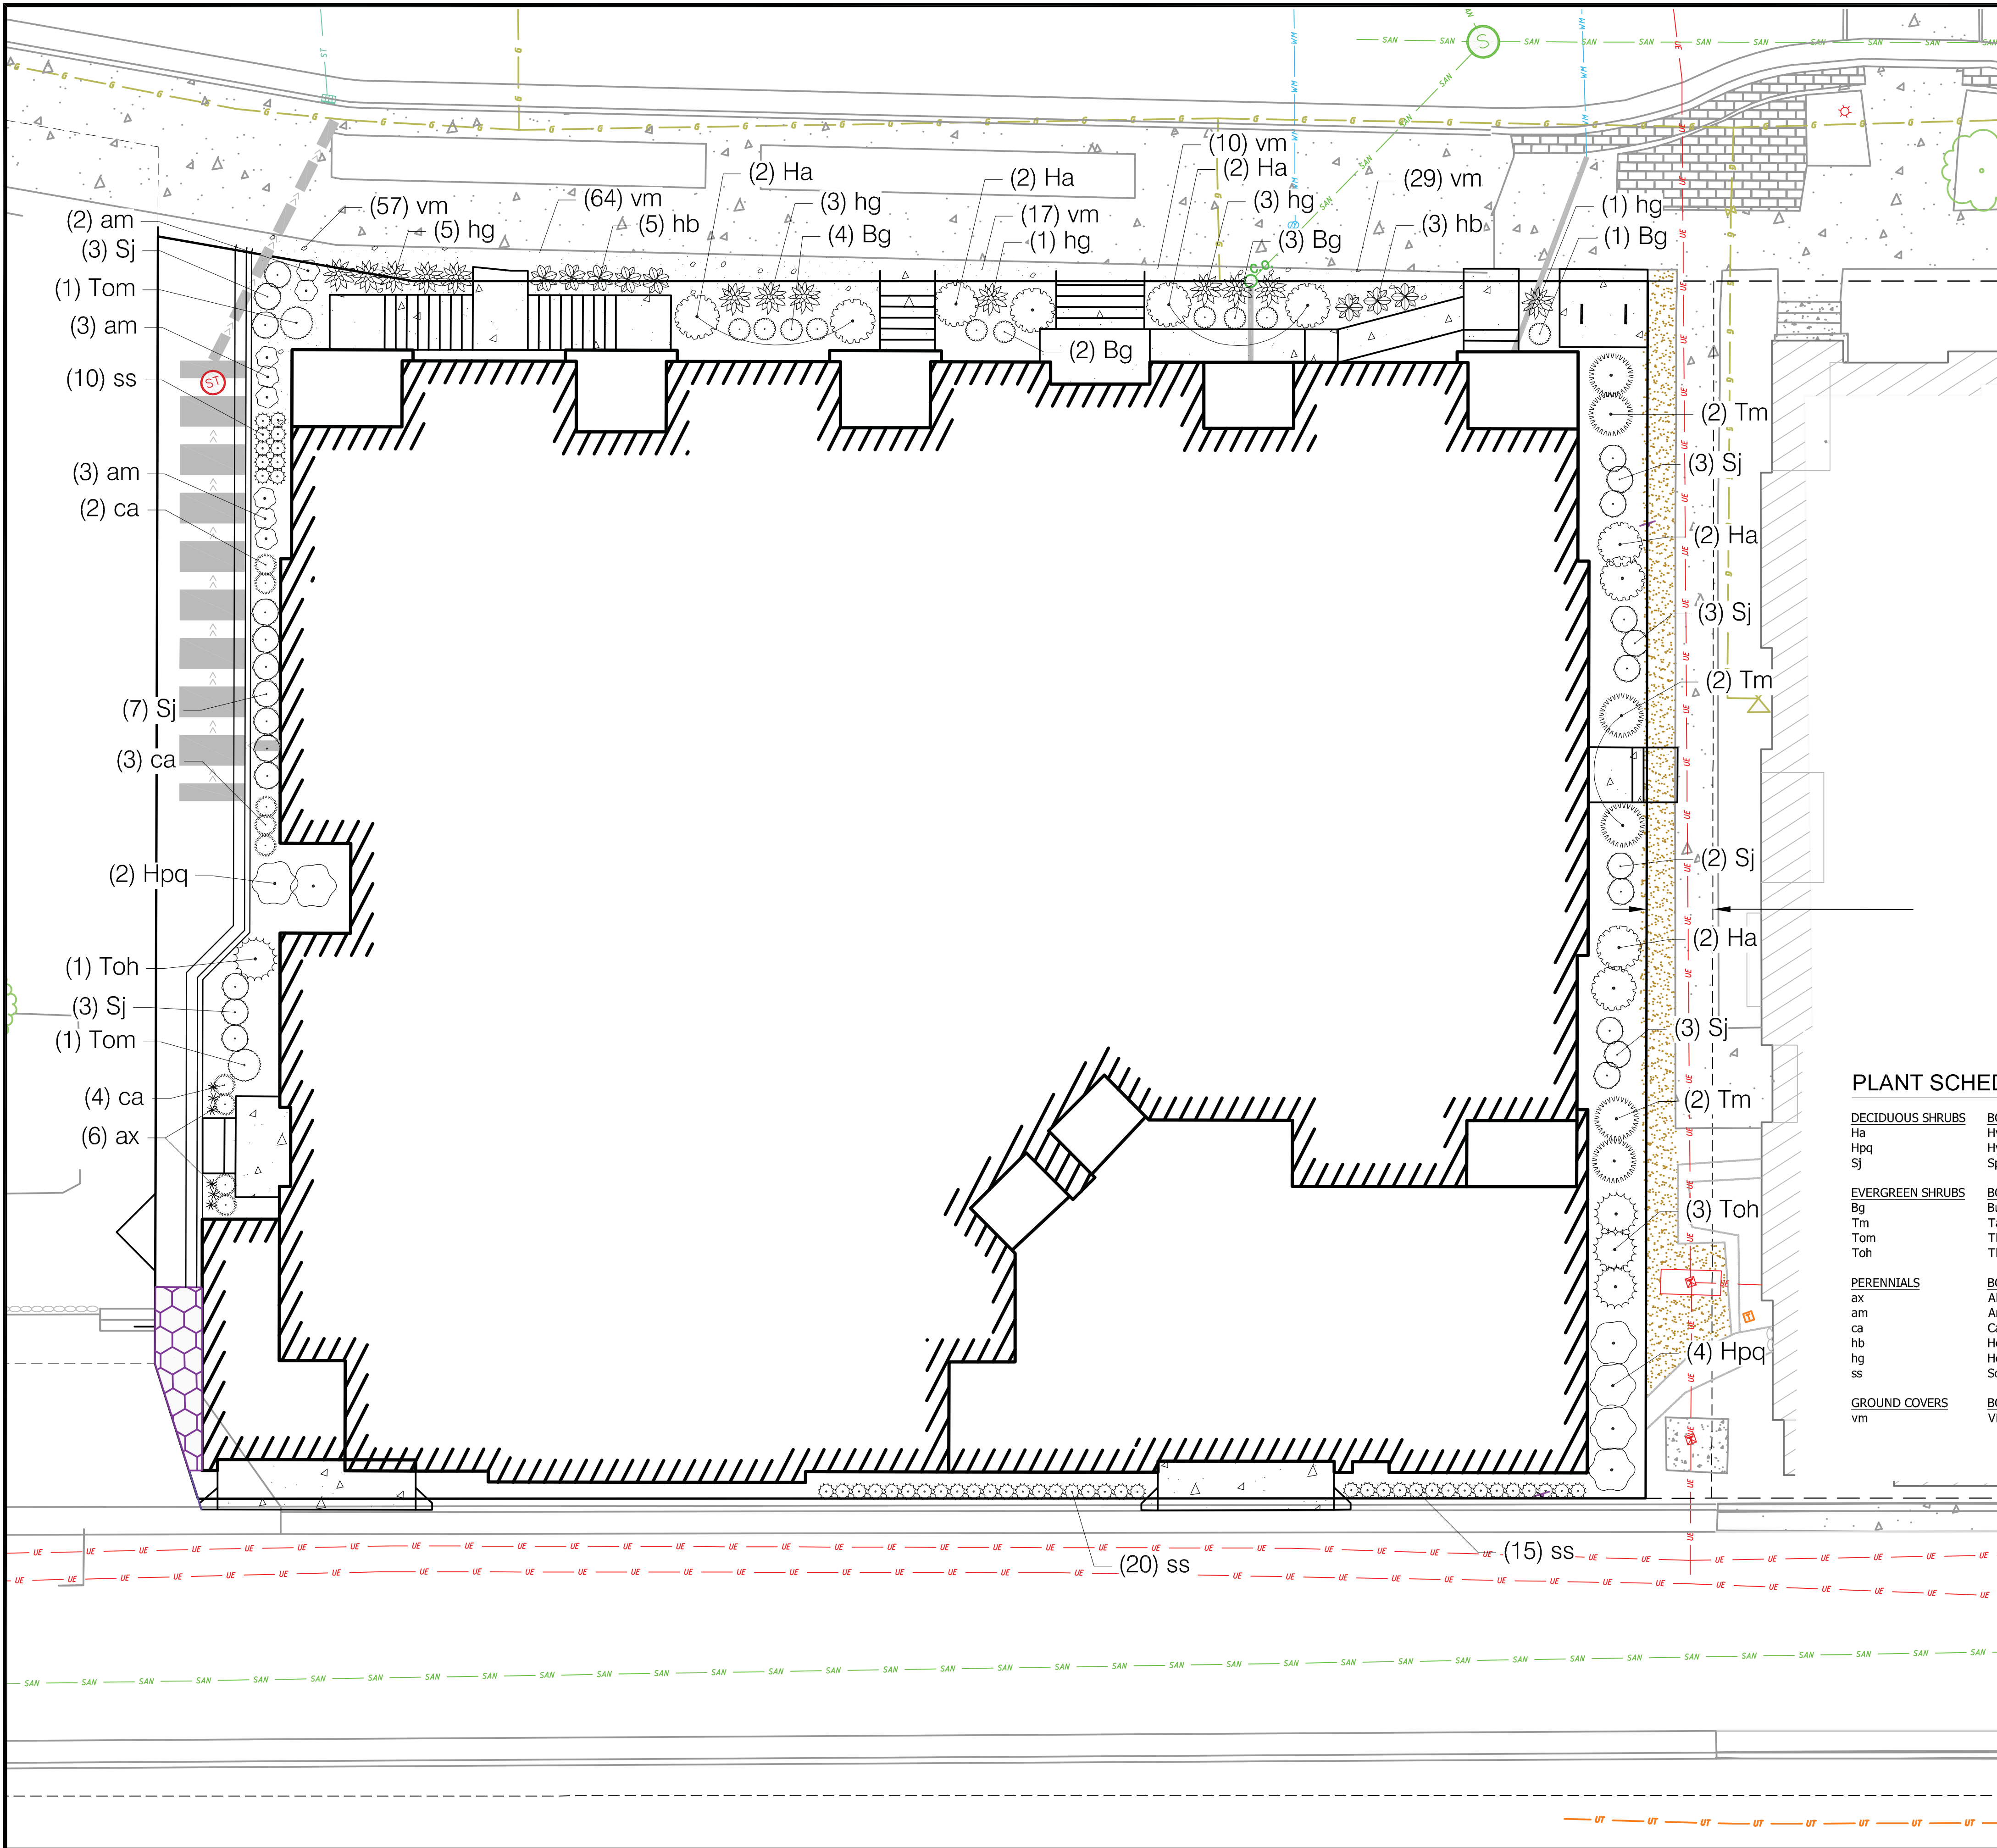 (10) vm
(2) Ha
(2) Ha
(2) Ha
(3) hg
(3) hg
(29) vm
(57) vm
(64) vm
(17) vm
(1) hg
(2) am
(5) hg
(5) hb
(4) Bg
(1) hg
(3) Bg
(3) hb
(1) Bg
(3) Sj
(1) Tom
(3) am
(2) Bg
(10) ss
ST
(2) Tm
(3) am
(3) Sj
(2) ca
(2) Ha
(3) Sj
(7) Sj
(2) Tm
(3) ca
(2) Hpq
(2) Sj
(1) Toh
(2) Ha
(3) Sj
(1) Tom
(3) Sj
(4) ca
(2) Tm
(6) ax
(3) Toh
(4) Hpq
(20) ss
(15) ss
PLANT SCHED
DECIDUOUS SHRUBS
Ha
Hpq
Sj
EVERGREEN SHRUBS
Bg
Tm
Tom
Toh
PERENNIALS
ax
am
ca
hb
hg
ss
GROUND COVERS
vm
S
C.O.
SAN
UE
UT
WM
G
ST